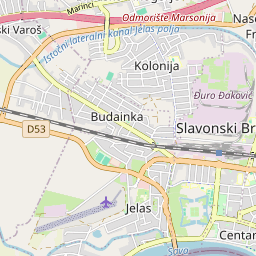 Marinci
Odmorište Marsonija
ski Varoš
Istočni lateralni kanal Jelas polja
Kolonija
Đuro Đaković
Budainka
D53
Slavonski Br
Jelas
Sava
Centar